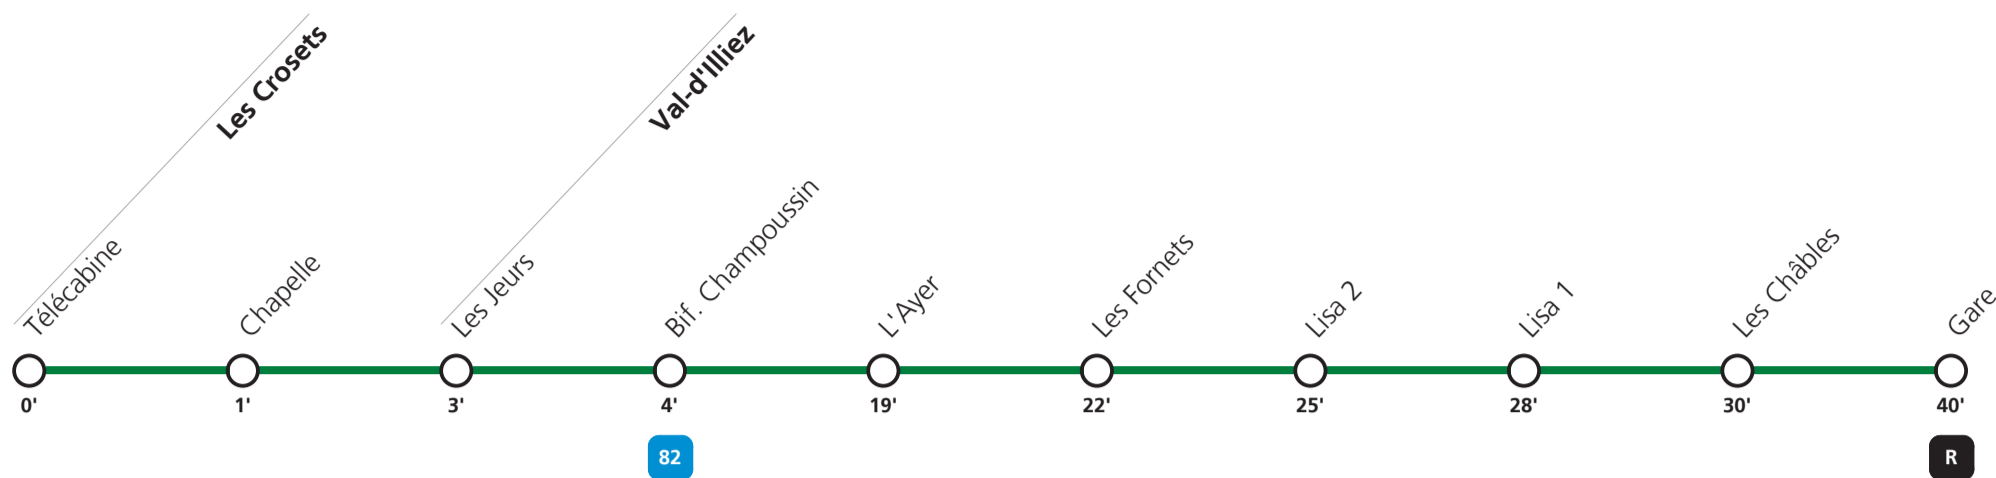 Les Crosets
Val-d'Illiez
Télécabine
Chapelle
Les Jeurs
Bif. Champoussin
L'Ayer
Les Fornets
Lisa 2
Lisa 1
Les Châbles
Gare
0'
1'
3'
4'
19'
22'
25'
28'
30'
40'
82
R